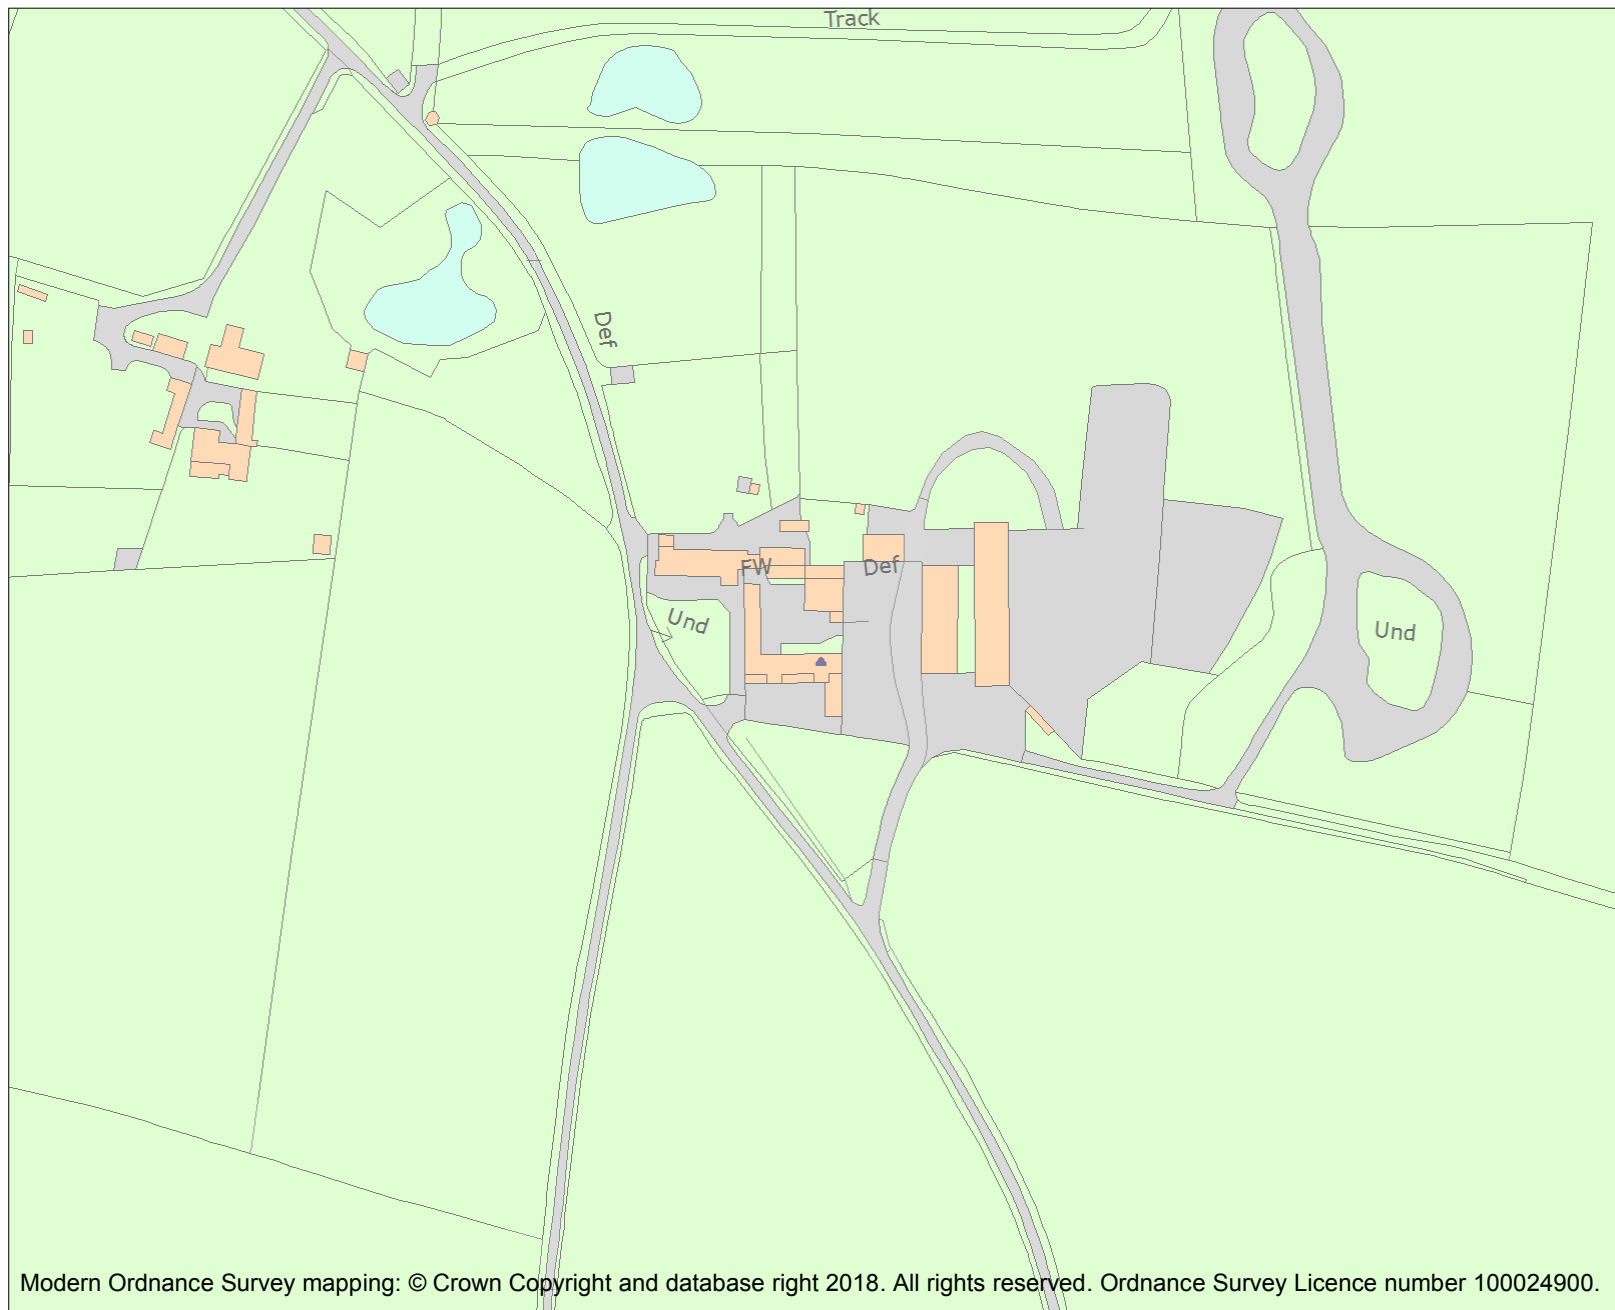 Track
Def
FW
Def
Und
Und
Modern Ordnance Survey mapping: © Crown Copyright and database right 2018. All rights reserved. Ordnance Survey Licence number 100024900.